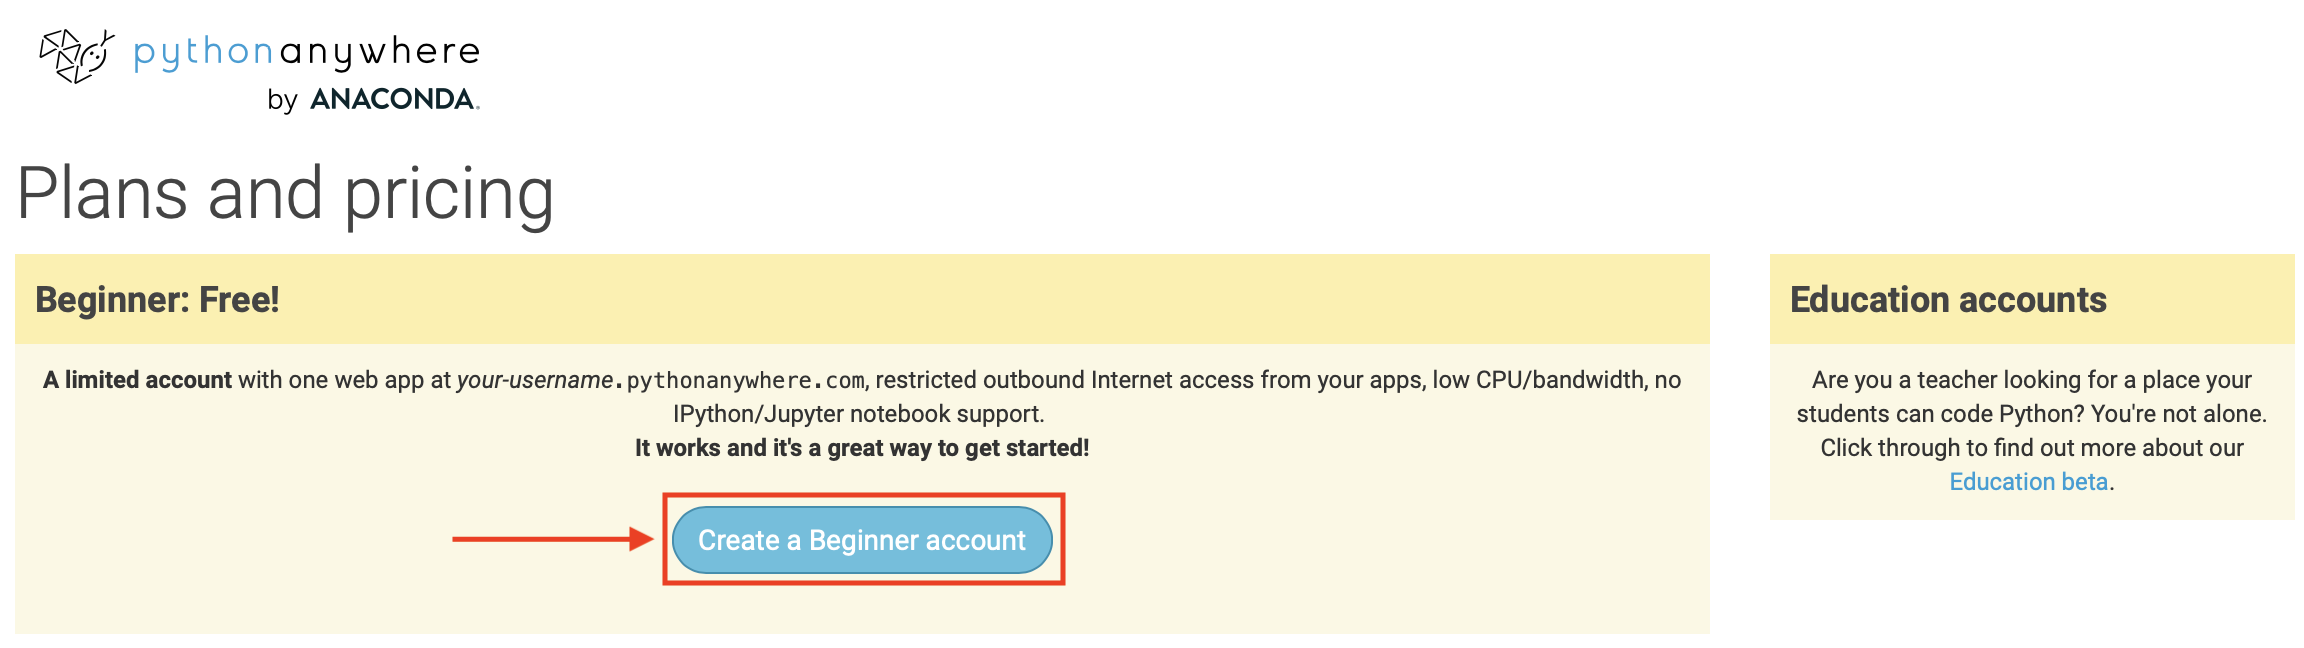 pythonanywhere
by ANACONDA.
Plans and pricing
Beginner: Free!
A limited account with one web app at your-username.pythonanywhere.com, restricted outbound Internet access from your apps, low CPU/bandwidth, no
IPython/Jupyter notebook support.
It works and it's a great way to get started!
Create a Beginner account
Education accounts
Are you a teacher looking for a place your
students can code Python? You're not alone.
Click through to find out more about our
Education beta.